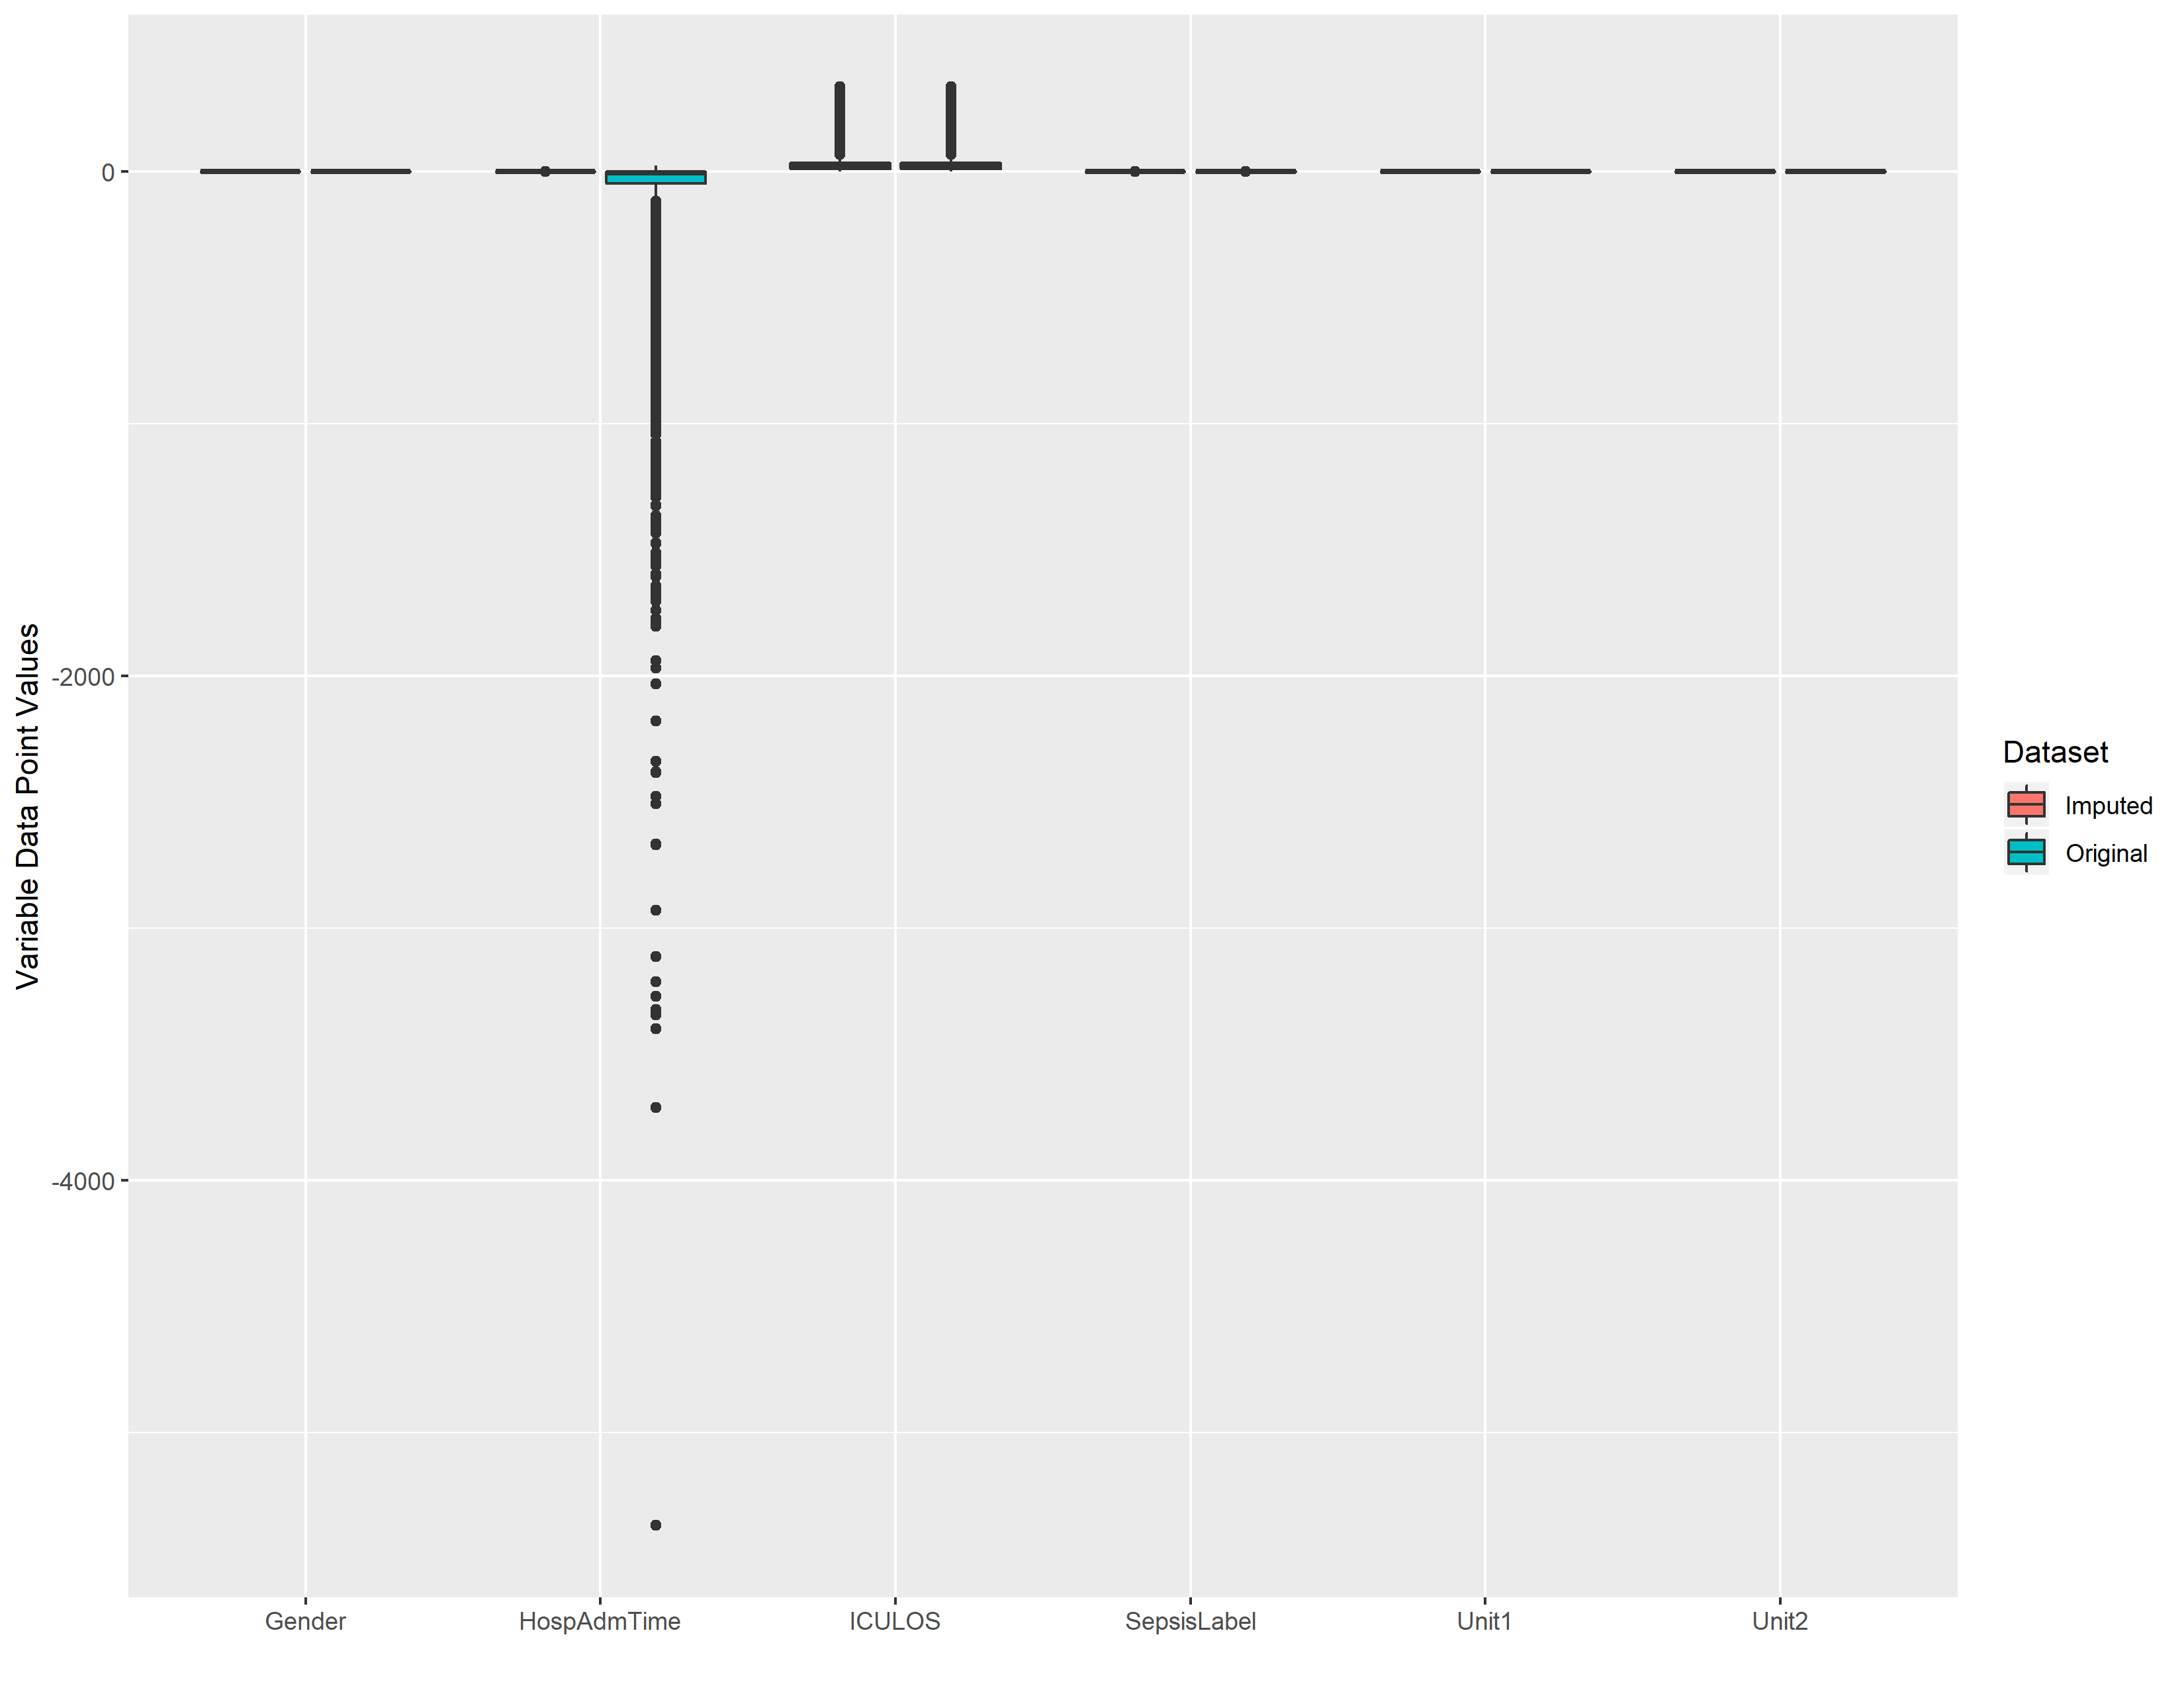 Variable Data Point Values
0
-2000
-4000
Gender HospAdmTime ICULOS SepsisLabel Unit1 Unit2
Dataset
Imputed
Original